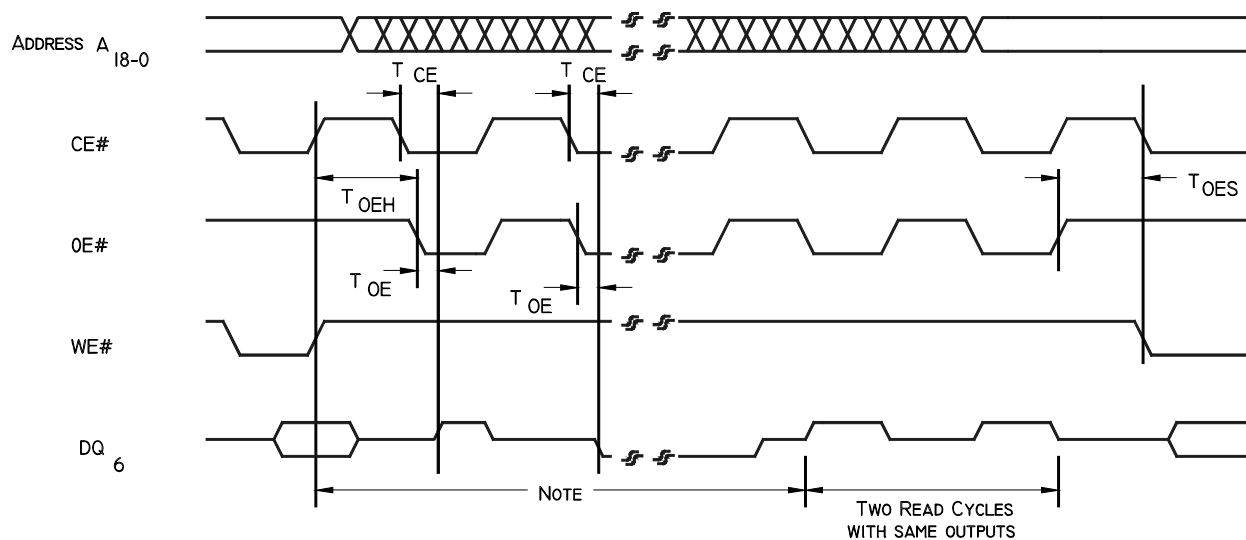 ADDRESS A 18-0
T CE
T CE
CE#
T OEH
T OES
OE#
T OE
T OE
WE#
DQ 6
NOTE
TWO READ CYCLES
WITH SAME OUTPUTS